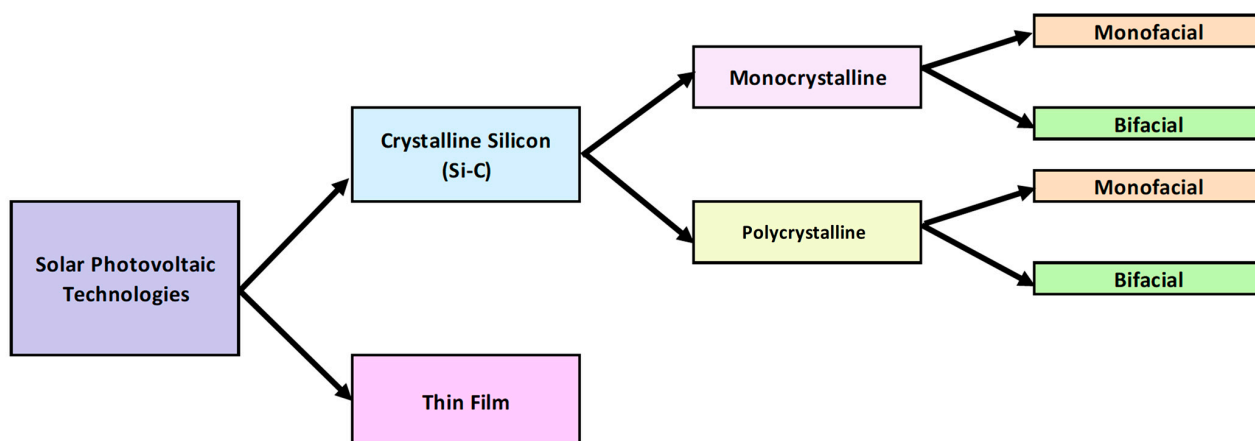 Solar Photovoltaic
Technologies
Crystalline Silicon
(Si-C)
Thin Film
Monocrystalline
Polycrystalline
Monofacial
Bifacial
Monofacial
Bifacial